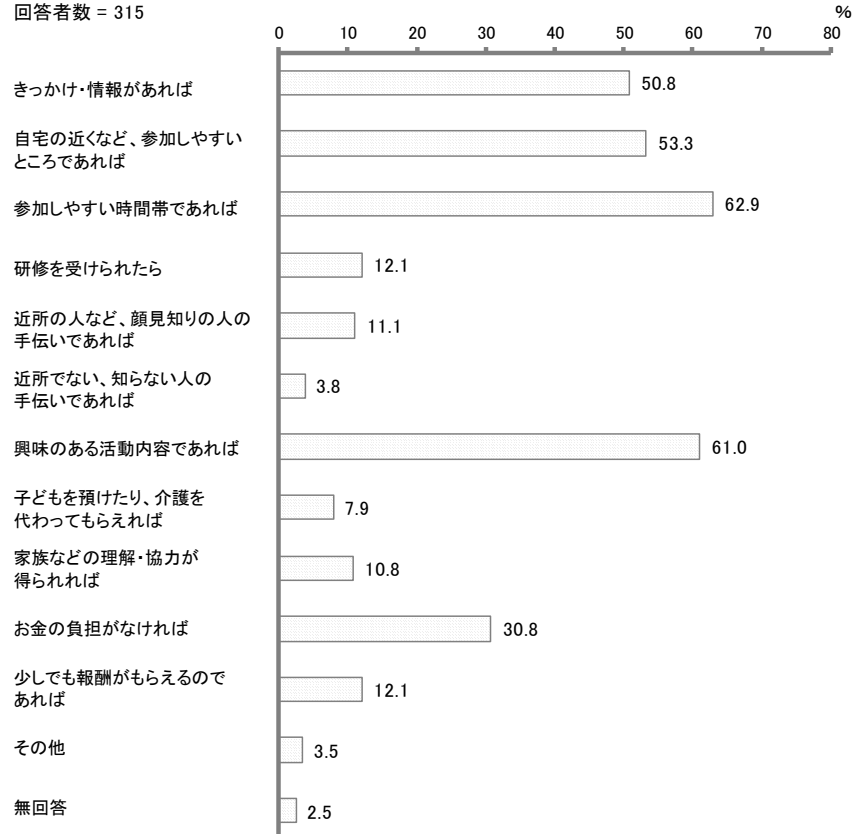 回答者数 = 315
%
0 10 20 30 40 50 60 70 80
きっかけ・情報があれば 50.8
自宅の近くなど、参加しやすい
ところであれば 53.3
参加しやすい時間帯であれば 62.9
研修を受けられたら 12.1
近所の人など、顔見知りの人の
手伝いであれば 11.1
近所でない、知らない人の
手伝いであれば 3.8
興味のある活動内容であれば 61.0
子どもを預けたり、介護を
代わってもらえれば 7.9
家族などの理解・協力が
得られれば 10.8
お金の負担がなければ 30.8
少しでも報酬がもらえるので
あれば 12.1
その他 3.5
無回答 2.5